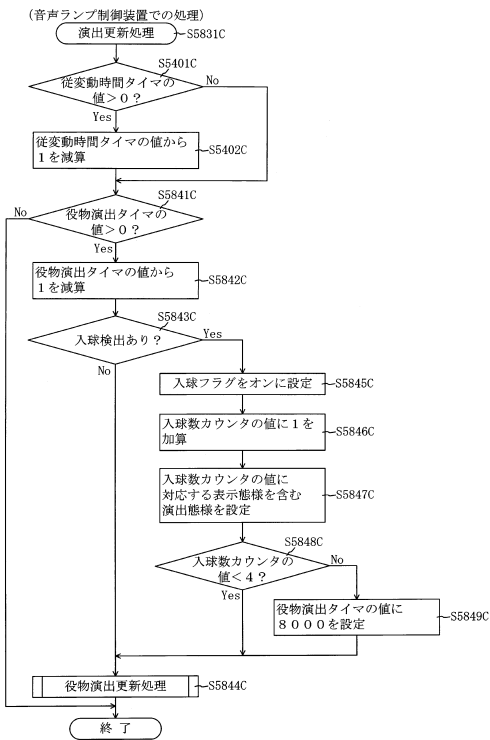 (音声ランプ制御装置での処理)
演出更新処理
S5831C
S5401C
従変動時間タイマの
値>0?
No
Yes
従変動時間タイマの値から
1を減算
S5402C
S5841C
役物演出タイマの
値>0?
No
Yes
役物演出タイマの値から
1を減算
S5842C
S5843C
入球検出あり?
Yes
No
入球フラグをオンに設定
S5845C
入球数カウンタの値に1を
加算
S5846C
入球数カウンタの値に
対応する表示態様を含む
演出態様を設定
S5847C
S5848C
入球数カウンタの
値<4?
No
Yes
役物演出タイマの値に
8000を設定
S5849C
役物演出更新処理
S5844C
終了